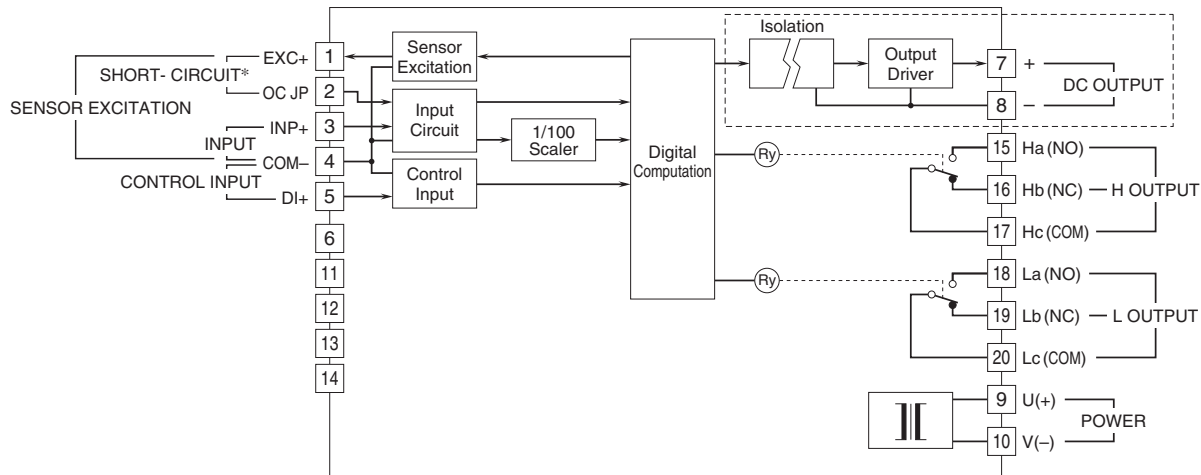 SENSOR EXCITATION
SHORT- CIRCUIT*
EXC+
1
OC JP
2
INPUT
INP+
3
COM–
4
CONTROL INPUT
DI+
5
6
11
12
13
14
Sensor
Excitation
Input
Circuit
1/100
Scaler
Control
Input
Digital
Computation
Isolation
Output
Driver
7
+
8
–
DC OUTPUT
Ry
15
Ha (NO)
16
Hb (NC)
H OUTPUT
17
Hc (COM)
Ry
18
La (NO)
19
Lb (NC)
L OUTPUT
20
Lc (COM)
9
U(+)
POWER
10
V(–)